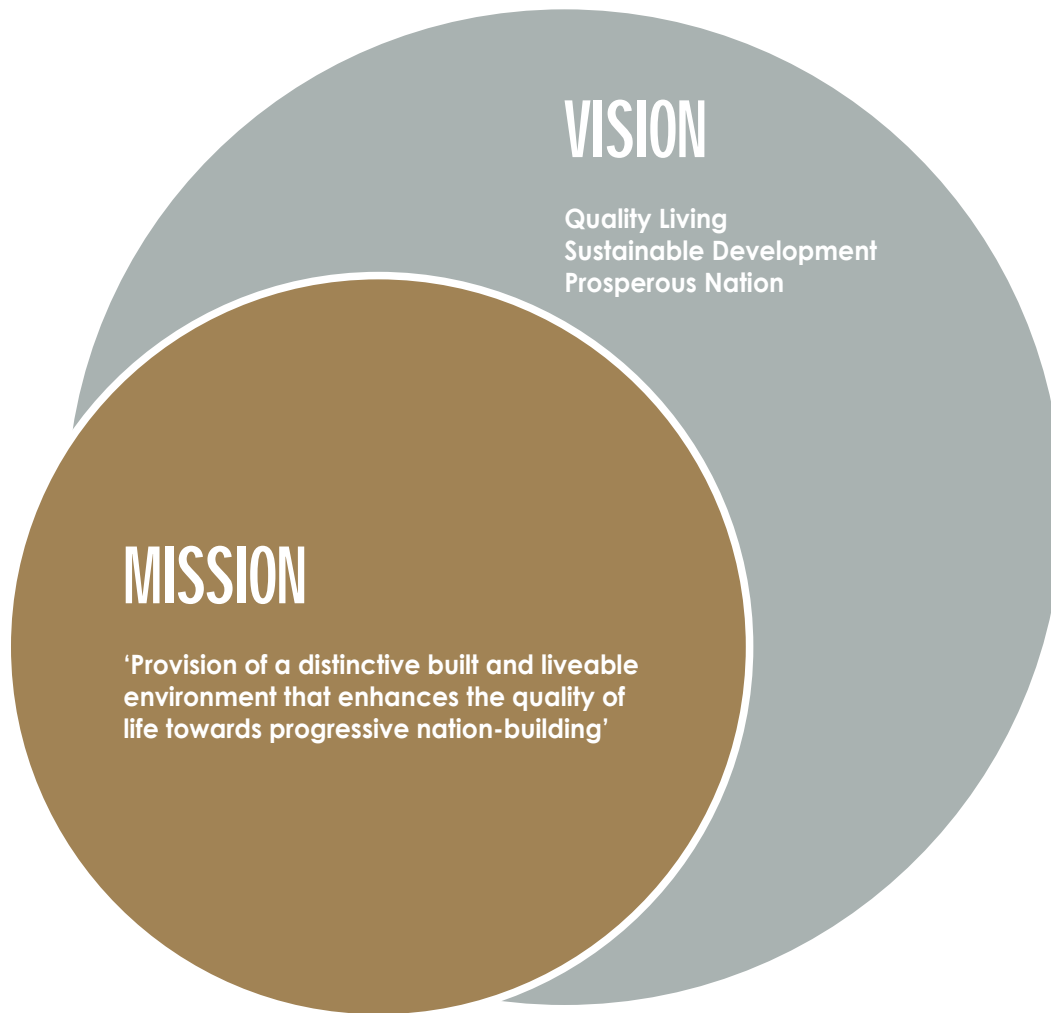 VISION
Quality Living
Sustainable Development
Prosperous Nation
MISSION
‘Provision of a distinctive built and liveable
environment that enhances the quality of
life towards progressive nation-building’